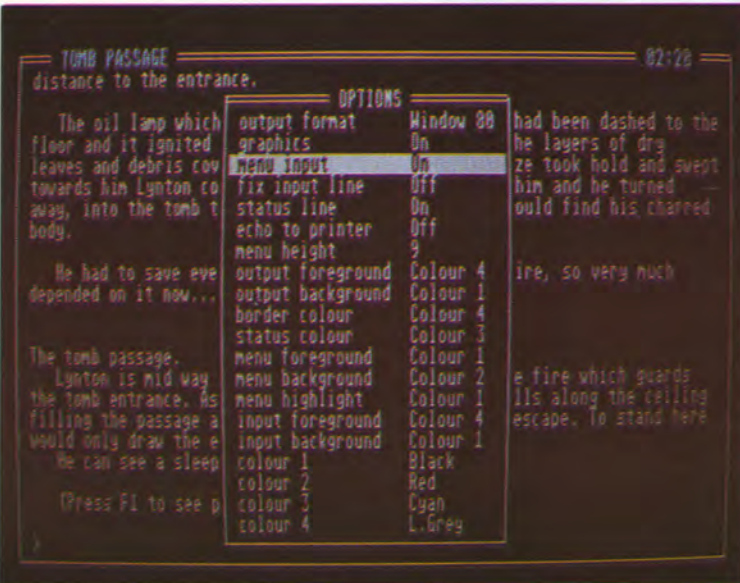 TOMB PASSAGE 02:28
distance to the entrance.
OPTIONS
The oil lamp which output format Window 80 had been dashed to the
floor and it ignited graphics On he layers of dry
leaves and debris cov menu input On ze took hold and swept
towards him Lynton co fix input line Off him and he turned
away, into the tomb t status line On ould find his charred
body. echo to printer Off
menu height 9
He had to save eve output foreground Colour 4 ire, so very much
depended on it now... output background Colour 1
border colour Colour 4
status colour Colour 3
The tomb passage. menu foreground Colour 1
Lynton is mid way menu background Colour 2 e fire which guards
the tomb entrance. As menu highlight Colour 1 lls along the ceiling
filling the passage a input foreground Colour 4 escape. To stand here
would only draw the e input background Colour 1
He can see a sleep colour 1 Black
colour 2 Red
(Press F1 to see p colour 3 Cyan
colour 4 L.Grey
>